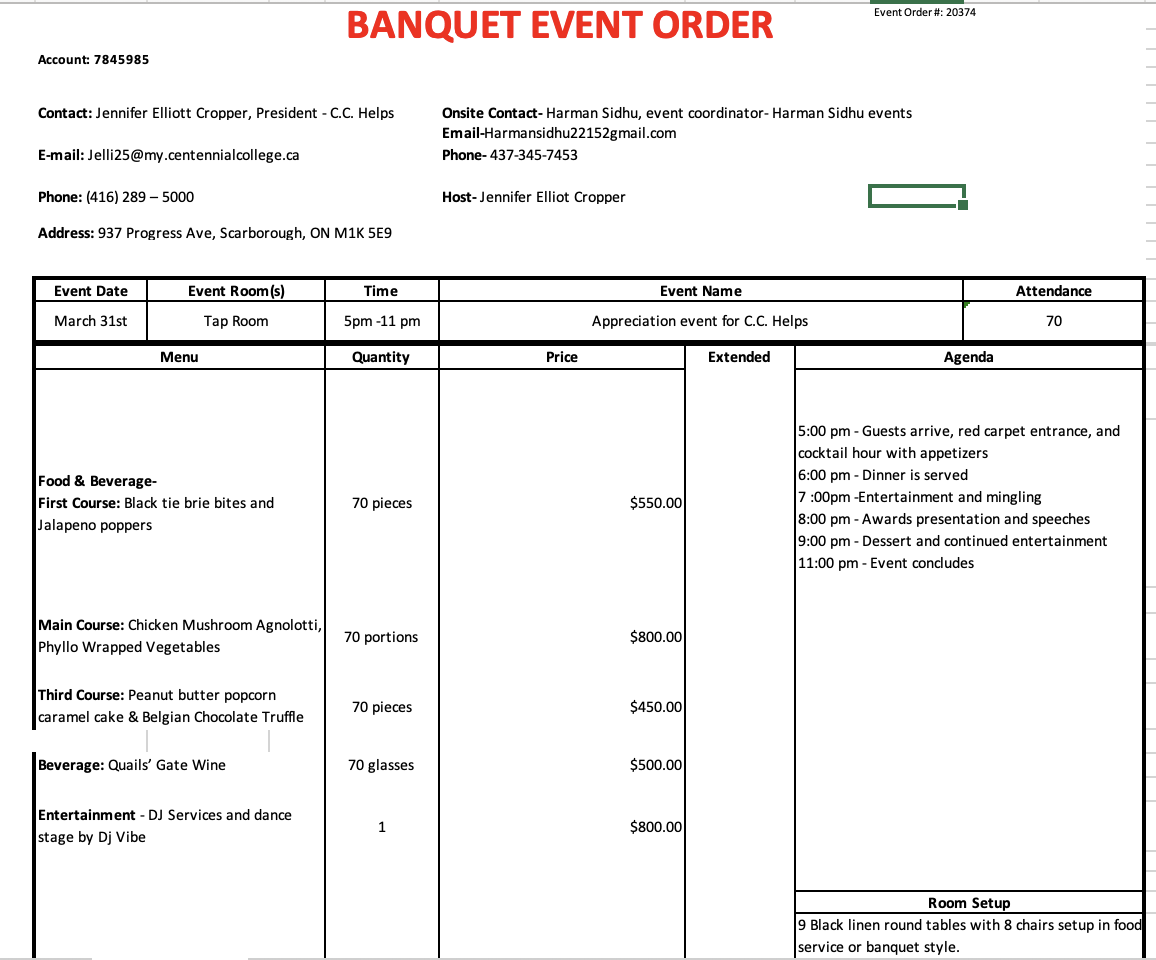 Event Order #: 20374
BANQUET EVENT ORDER
Account: 7845985
Contact: Jennifer Elliott Cropper, President - C.C. Helps
Onsite Contact- Harman Sidhu, event coordinator- Harman Sidhu events
Email-Harmansidhu22152gmail.com
E-mail: Jelli25@my.centennialcollege.ca
Phone- 437-345-7453
Phone: (416) 289 – 5000
Host- Jennifer Elliot Cropper
Address: 937 Progress Ave, Scarborough, ON M1K 5E9
Event Date Event Room(s) Time Event Name Attendance
March 31st Tap Room 5pm -11 pm Appreciation event for C.C. Helps 70
Menu Quantity Price Extended Agenda
Food & Beverage-
First Course: Black tie brie bites and
Jalapeno poppers
70 pieces
$550.00
5:00 pm - Guests arrive, red carpet entrance, and
cocktail hour with appetizers
6:00 pm - Dinner is served
7 :00pm -Entertainment and mingling
8:00 pm - Awards presentation and speeches
9:00 pm - Dessert and continued entertainment
11:00 pm - Event concludes
Main Course: Chicken Mushroom Agnolotti,
Phyllo Wrapped Vegetables
70 portions
$800.00
Third Course: Peanut butter popcorn
caramel cake & Belgian Chocolate Truffle
70 pieces
$450.00
Beverage: Quails’ Gate Wine
70 glasses
$500.00
Entertainment - DJ Services and dance
stage by Dj Vibe
1
$800.00
Room Setup
9 Black linen round tables with 8 chairs setup in food
service or banquet style.